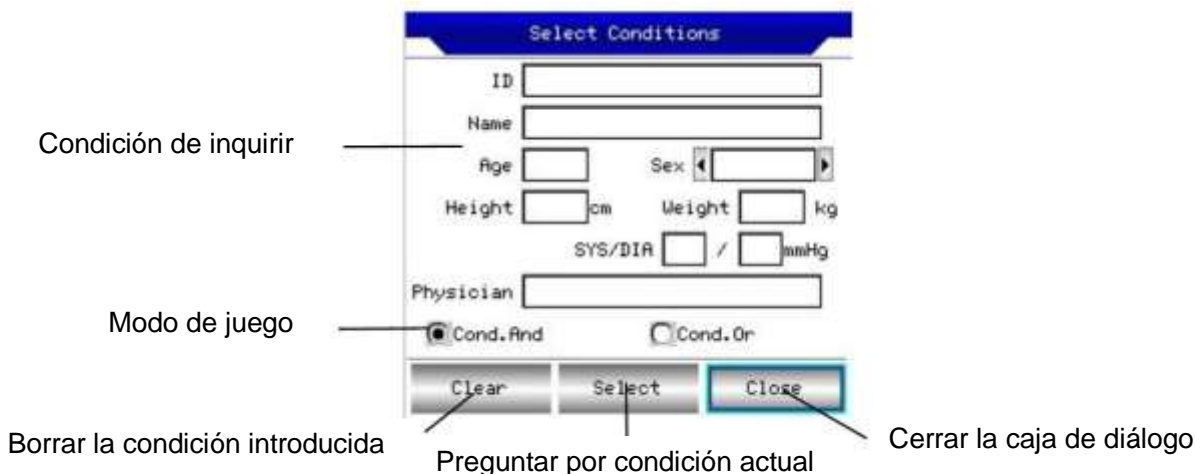 Select Conditions
ID
Name
Condición de inquirir
Age Sex
Height cm Weight kg
SYS/DIA / mmHg
Physician
Modo de juego
Cond.And Cond.Or
Clear Select Close
Borrar la condición introducida
Preguntar por condición actual
Cerrar la caja de diálogo